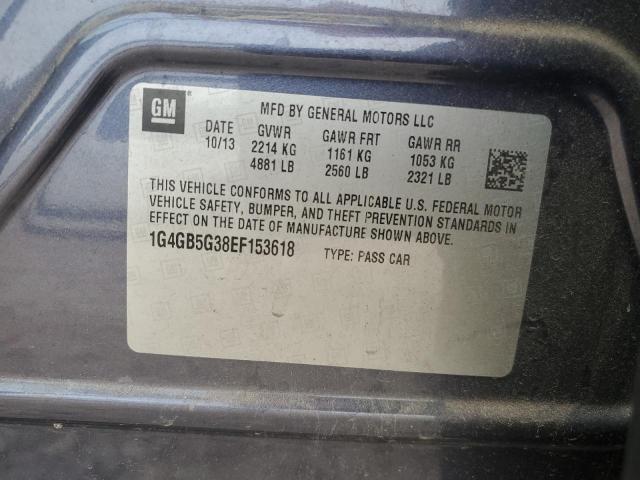 GM
MFD BY GENERAL MOTORS LLC
DATE GVWR GAWR FRT GAWR RR
10/13 2214 KG 1161 KG 1053 KG
4881 LB 2560 LB 2321 LB
THIS VEHICLE CONFORMS TO ALL APPLICABLE U.S. FEDERAL MOTOR
VEHICLE SAFETY, BUMPER, AND THEFT PREVENTION STANDARDS IN
EFFECT ON THE DATE OF MANUFACTURE SHOWN ABOVE.
1G4GB5G38EF153618 TYPE: PASS CAR